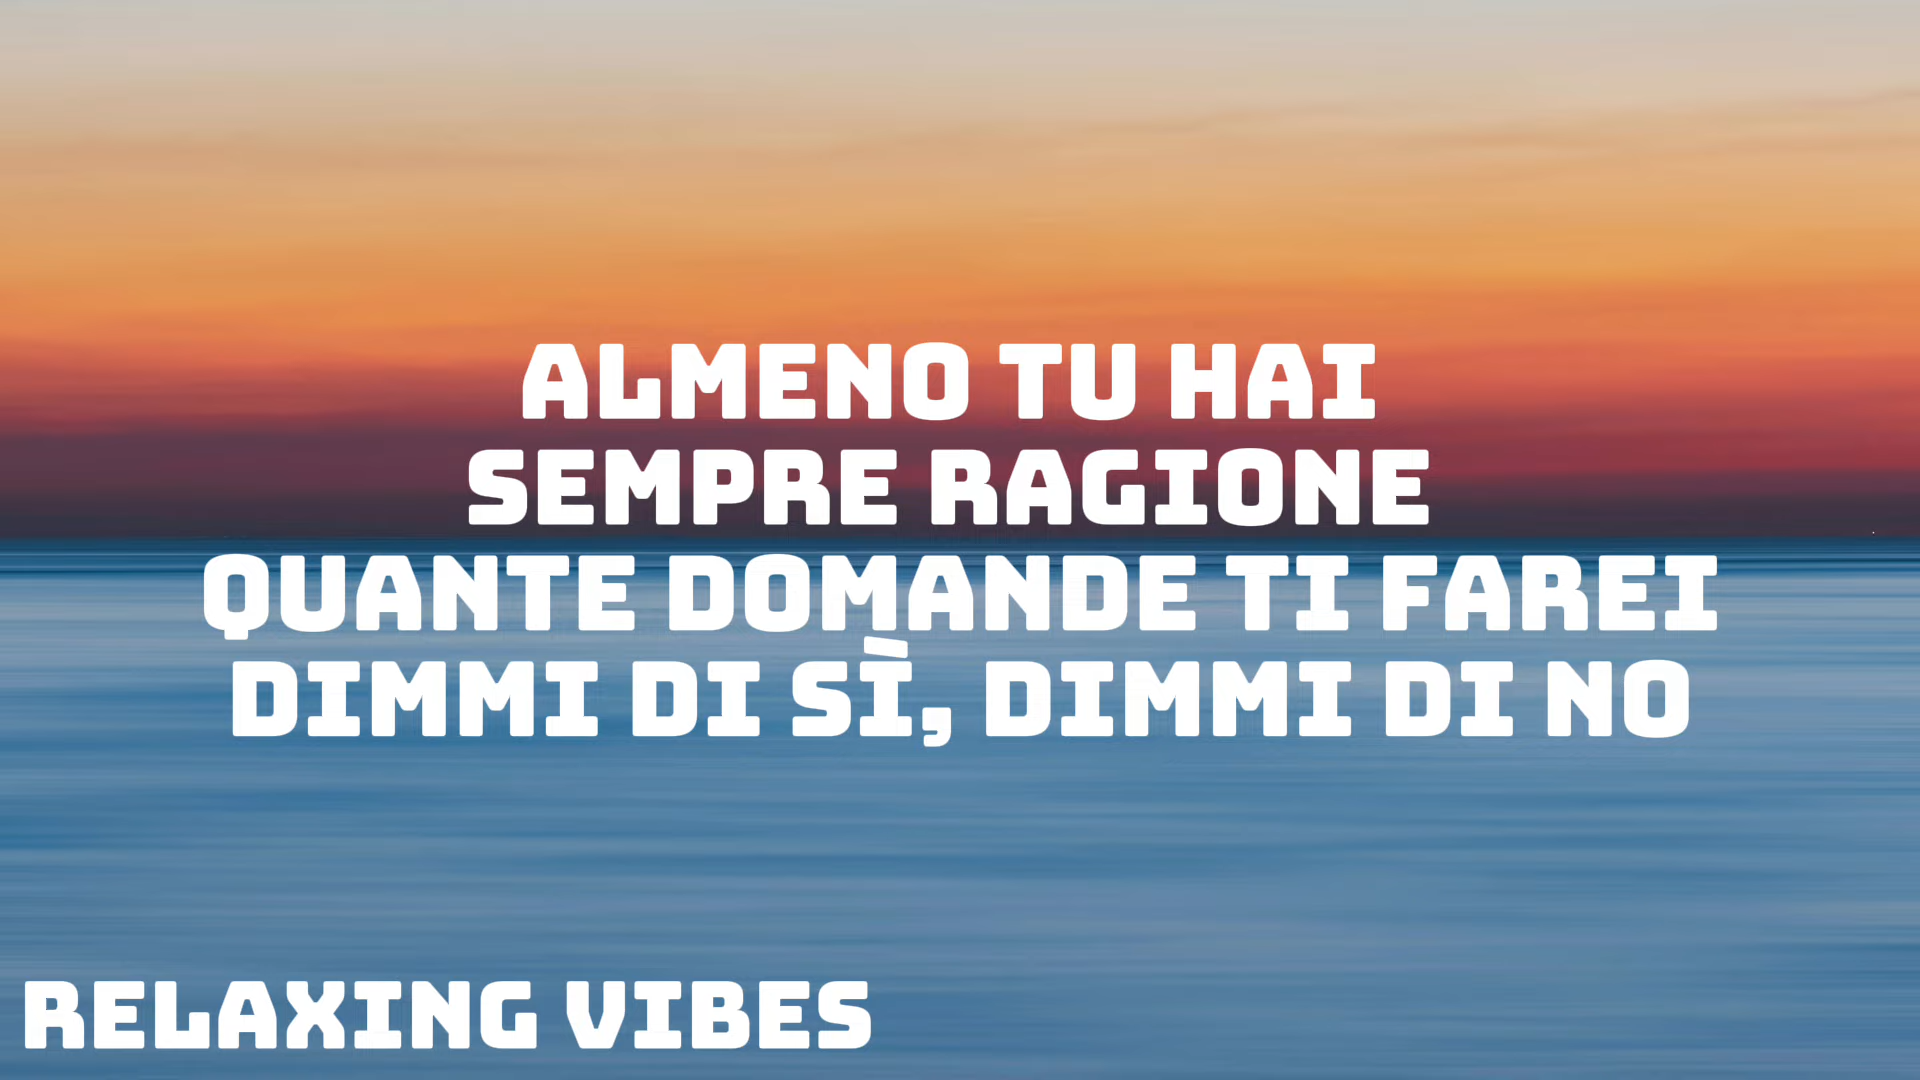 ALMENO TU HAI
SEMPRE RAGIONE
QUANTE DOMANDE TI FAREI
DIMMI DI SÌ, DIMMI DI NO
RELAXING VIBES